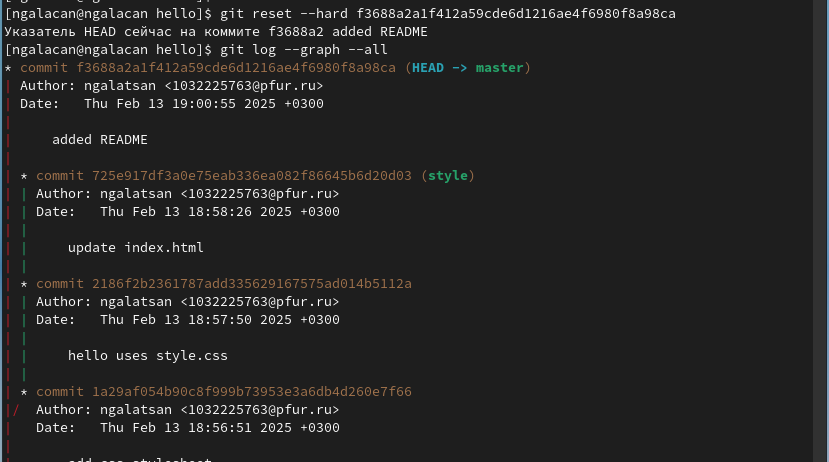 [ngalacan@ngalacan hello]$ git reset --hard f3688a2a1f412a59cde6d1216ae4f6980f8a98ca
Указатель HEAD сейчас на коммите f3688a2 added README
[ngalacan@ngalacan hello]$ git log --graph --all
* commit f3688a2a1f412a59cde6d1216ae4f6980f8a98ca (HEAD -> master)
| Author: ngalatsan <1032225763@pfur.ru>
| Date:   Thu Feb 13 19:00:55 2025 +0300
|
|     added README
|
| * commit 725e917df3a0e75eab336ea082f86645b6d20d03 (style)
| | Author: ngalatsan <1032225763@pfur.ru>
| | Date:   Thu Feb 13 18:58:26 2025 +0300
| |
| |     update index.html
| |
| * commit 2186f2b2361787add335629167575ad014b5112a
| | Author: ngalatsan <1032225763@pfur.ru>
| | Date:   Thu Feb 13 18:57:50 2025 +0300
| |
| |     hello uses style.css
| |
| * commit 1a29af054b90c8f999b73953e3a6db4d260e7f66
|/  Author: ngalatsan <1032225763@pfur.ru>
|   Date:   Thu Feb 13 18:56:51 2025 +0300
|